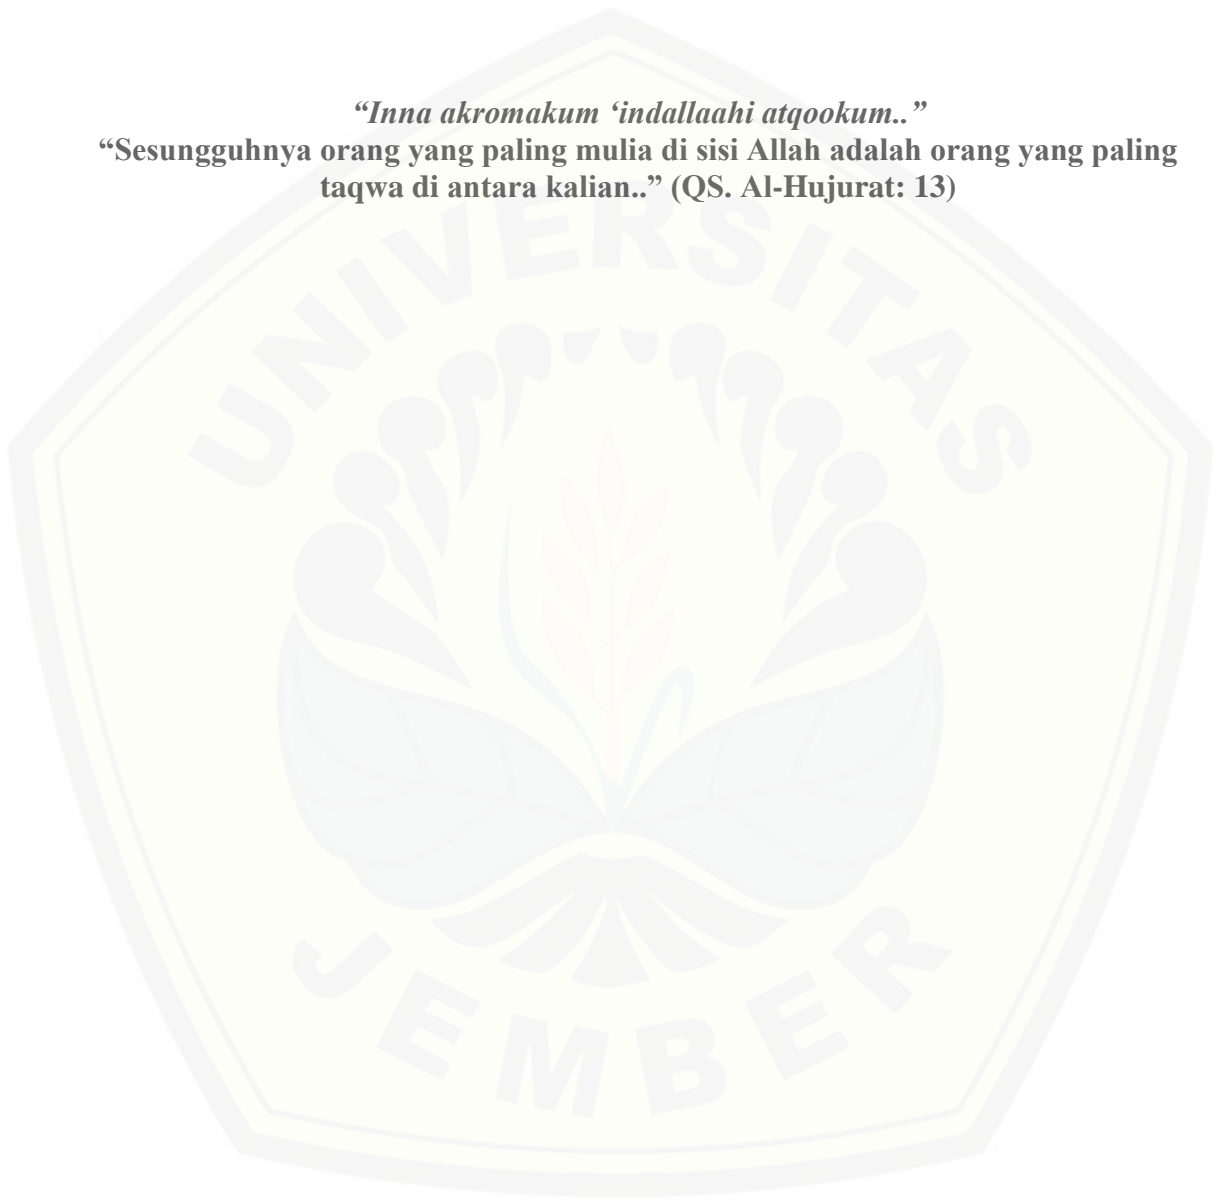 “Inna akromakum ‘indallaahi atqookum..”
“Sesungguhnya orang yang paling mulia di sisi Allah adalah orang yang paling
taqwa di antara kalian..” (QS. Al-Hujurat: 13)
UNIVERSITAS
JEMBER